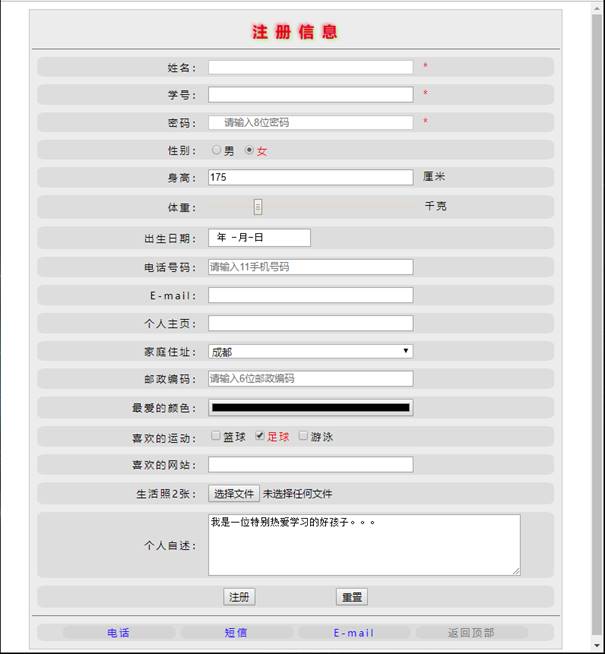 注册信息
姓名： *
学号： *
密码： 请输入8位密码 *
性别： 男 女
身高： 175 厘米
体重： 千克
出生日期： 年 -月-日
电话号码： 请输入11手机号码
E-mail：
个人主页：
家庭住址： 成都
邮政编码： 请输入6位邮政编码
最爱的颜色：
喜欢的运动： 篮球 足球 游泳
喜欢的网站：
生活照2张： 选择文件 未选择任何文件
个人自述： 我是一位特别热爱学习的好孩子。。。
注册 重置
电话 短信 E-mail 返回顶部